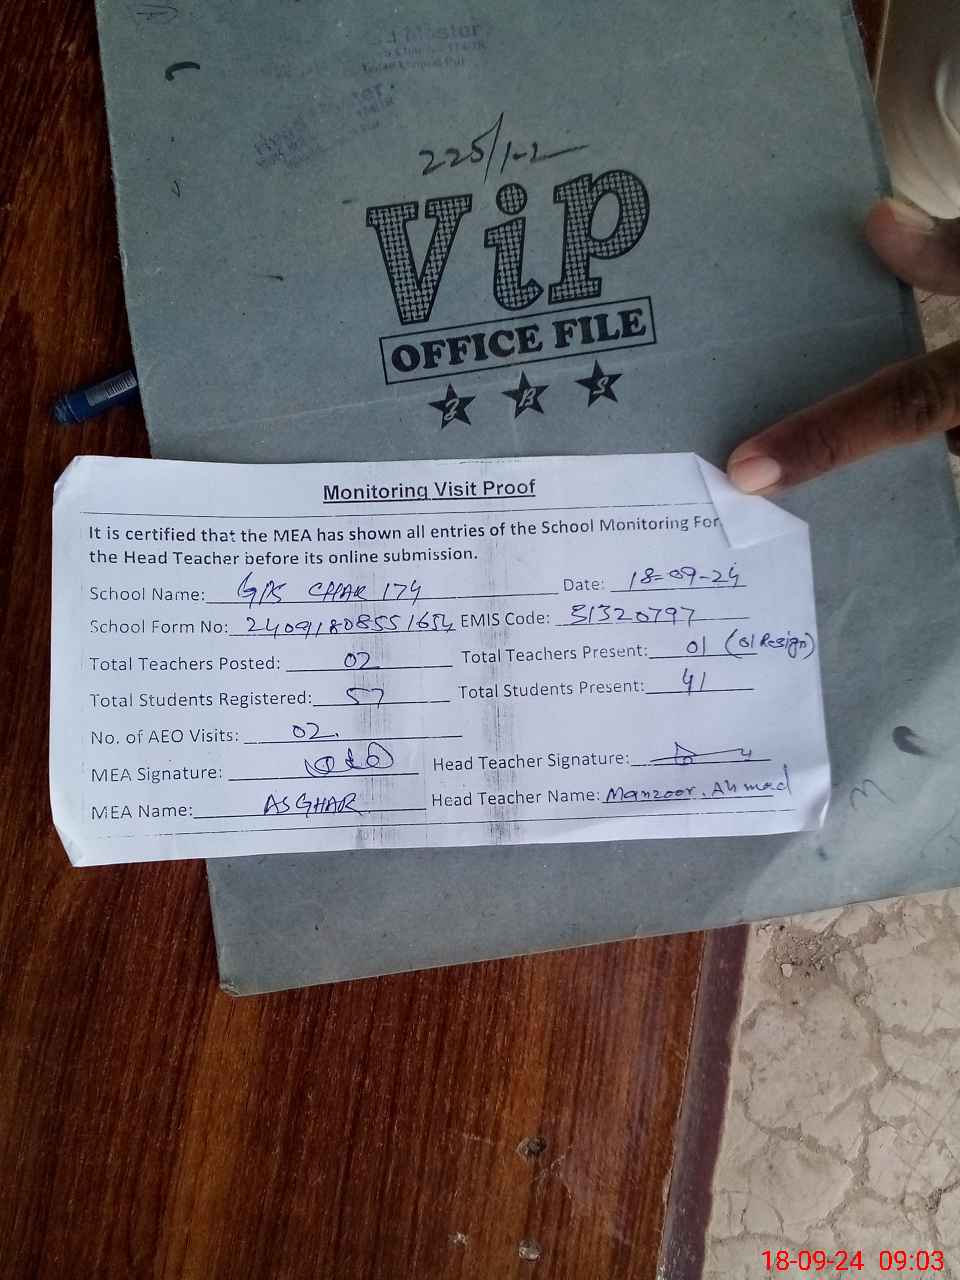 225/1-2
Vip
OFFICE FILE
3 B S
Monitoring Visit Proof
It is certified that the MEA has shown all entries of the School Monitoring For
the Head Teacher before its online submission.
School Name: G/PS CHAK 174 Date: 18-09-24
School Form No: 24091808551654 EMIS Code: 31320797
Total Teachers Posted: 02 Total Teachers Present: 01 (01 Resign)
Total Students Registered: 57 Total Students Present: 41
No. of AEO Visits: 02.
MEA Signature: Head Teacher Signature:
MEA Name: ASGHAR Head Teacher Name: Manzoor. Ahmad
18-09-24 09:03